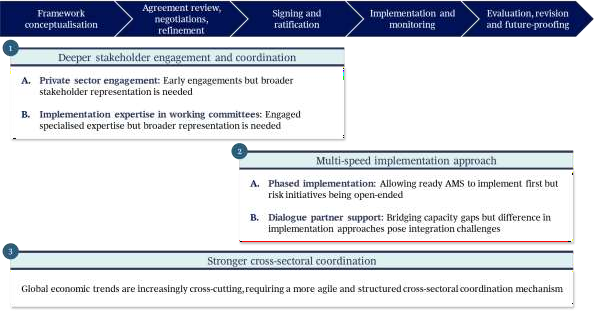 Framework
conceptualisation
Agreement review,
negotiations,
refinement
Signing and
ratification
Implementation and
monitoring
Evaluation, revision
and future-proofing
1
Deeper stakeholder engagement and coordination
A. Private sector engagement: Early engagements but broader
stakeholder representation is needed
B. Implementation expertise in working committees: Engaged
specialised expertise but broader representation is needed
2
Multi-speed implementation approach
A. Phased implementation: Allowing ready AMS to implement first but
risk initiatives being open-ended
B. Dialogue partner support: Bridging capacity gaps but difference in
implementation approaches pose integration challenges
3
Stronger cross-sectoral coordination
Global economic trends are increasingly cross-cutting, requiring a more agile and structured cross-sectoral coordination mechanism